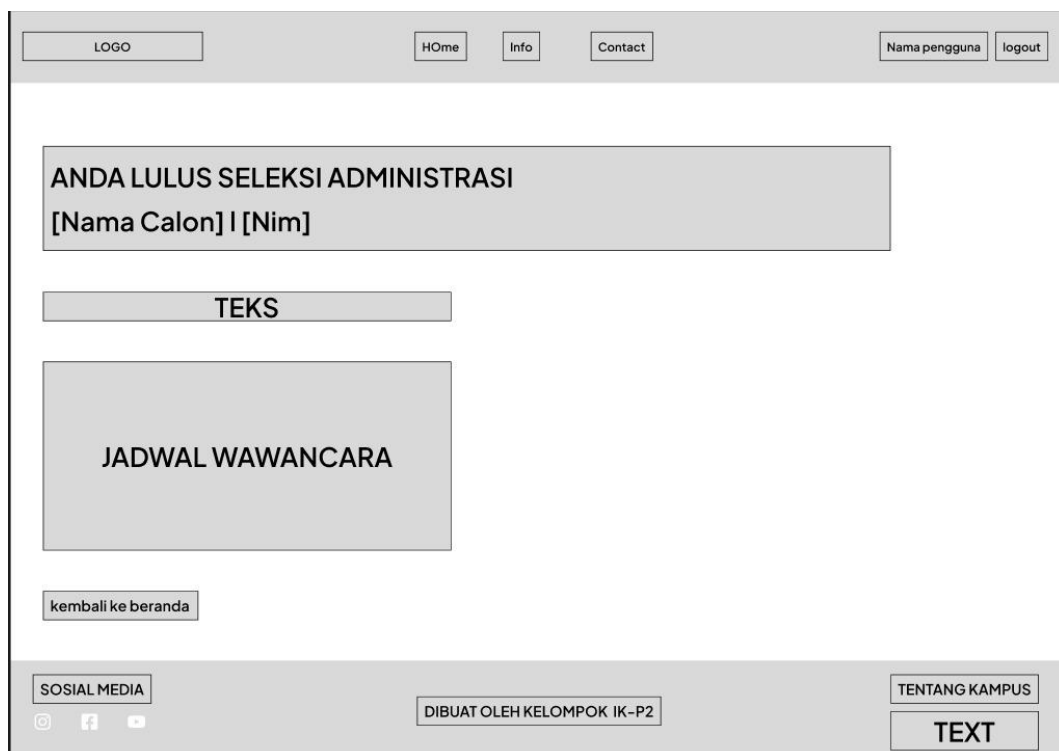 LOGO
HOme
Info
Contact
Nama pengguna
logout
ANDA LULUS SELEKSI ADMINISTRASI
[Nama Calon] | [Nim]
TEKS
JADWAL WAWANCARA
kembali ke beranda
SOSIAL MEDIA
DIBUAT OLEH KELOMPOK IK-P2
TENTANG KAMPUS
TEXT